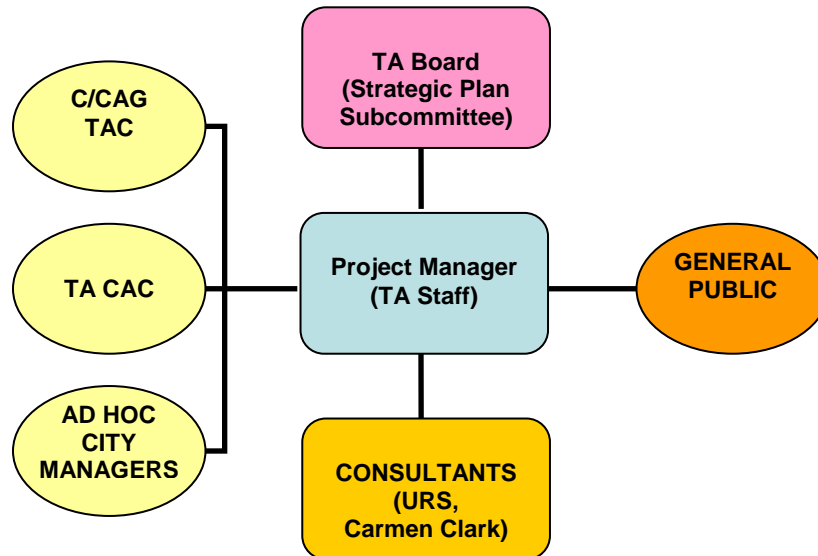 TA Board
(Strategic Plan
Subcommittee)
C/CAG
TAC
Project Manager
(TA Staff)
TA CAC
GENERAL
PUBLIC
AD HOC
CITY
MANAGERS
CONSULTANTS
(URS,
Carmen Clark)